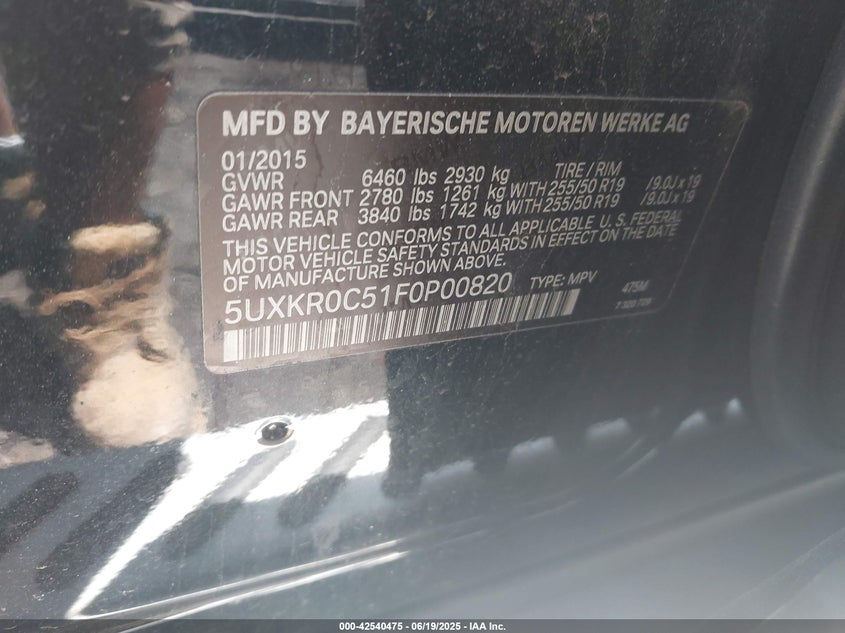 MFD BY BAYERISCHE MOTOREN WERKE AG
01/2015 TIRE / RIM
GVWR 6460 lbs 2930 kg
GAWR FRONT 2780 lbs 1261 kg WITH 255/50 R19 /9.0J x 19
GAWR REAR 3840 lbs 1742 kg WITH 255/50 R19 /9.0J x 19
THIS VEHICLE CONFORMS TO ALL APPLICABLE U.S. FEDERAL
MOTOR VEHICLE SAFETY STANDARDS IN EFFECT ON THE DATE
OF MANUFACTURE SHOWN ABOVE.
5UXKR0C51F0P00820 TYPE: MPV 475M
7 320 709
000-42540475 - 06/19/2025 - IAA Inc.